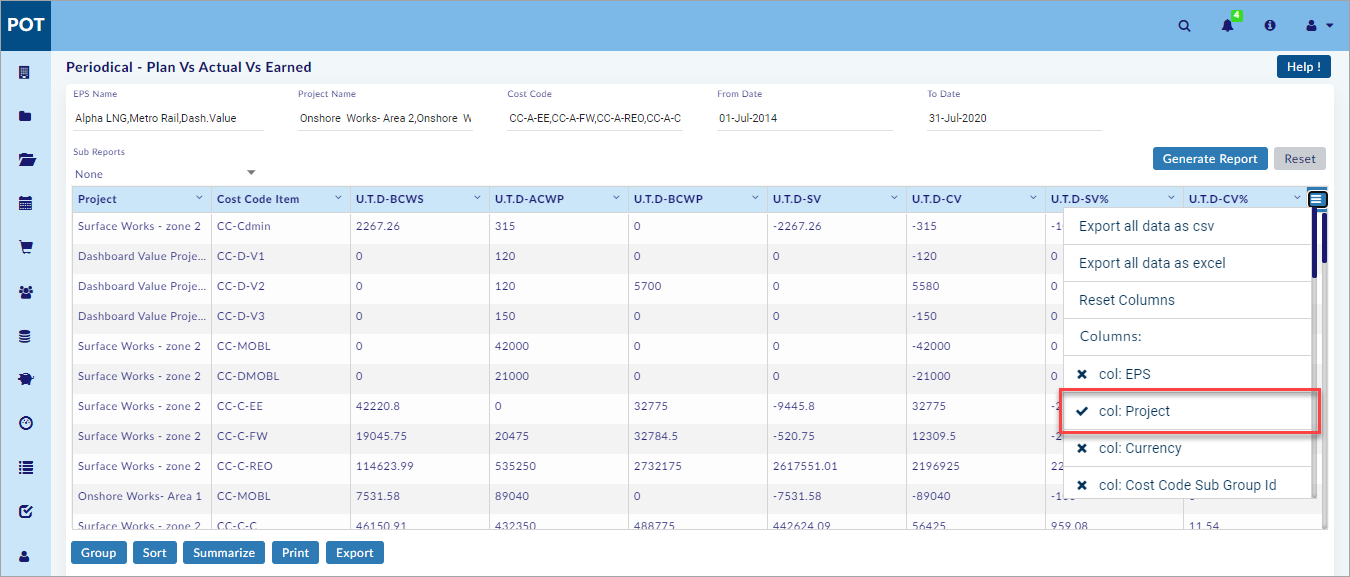 POT
4
Periodical - Plan Vs Actual Vs Earned
Help !
EPS Name Project Name Cost Code From Date To Date
Alpha LNG,Metro Rail,Dash.Value Onshore Works- Area 2,Onshore W CC-A-EE,CC-A-FW,CC-A-REO,CC-A-C 01-Jul-2014 31-Jul-2020
Sub Reports
None
Generate Report Reset
Project Cost Code Item U.T.D-BCWS U.T.D-ACWP U.T.D-BCWP U.T.D-SV U.T.D-CV U.T.D-SV% U.T.D-CV%
Surface Works - zone 2 CC-Cdmin 2267.26 315 0 -2267.26 -315
Dashboard Value Proje... CC-D-V1 0 120 0 0 -120 0
Dashboard Value Proje... CC-D-V2 0 120 5700 0 5580 0
Dashboard Value Proje... CC-D-V3 0 150 0 0 -150 0
Surface Works - zone 2 CC-MOBL 0 42000 0 0 -42000 0
Surface Works - zone 2 CC-DMOBL 0 21000 0 0 -21000 0
Surface Works - zone 2 CC-C-EE 42220.8 0 32775 -9445.8 32775
Surface Works - zone 2 CC-C-FW 19045.75 20475 32784.5 -520.75 12309.5
Surface Works - zone 2 CC-C-REO 114623.99 535250 2732175 2617551.01 2196925
Onshore Works- Area 1 CC-MOBL 7531.58 89040 0 -7531.58 -89040
Surface Works - zone 2 CC-C-C 46150.91 432350 488775 442624.09 56425 959.08 11.54
Export all data as csv
Export all data as excel
Reset Columns
Columns:
col: EPS
col: Project
col: Currency
col: Cost Code Sub Group Id
Group Sort Summarize Print Export